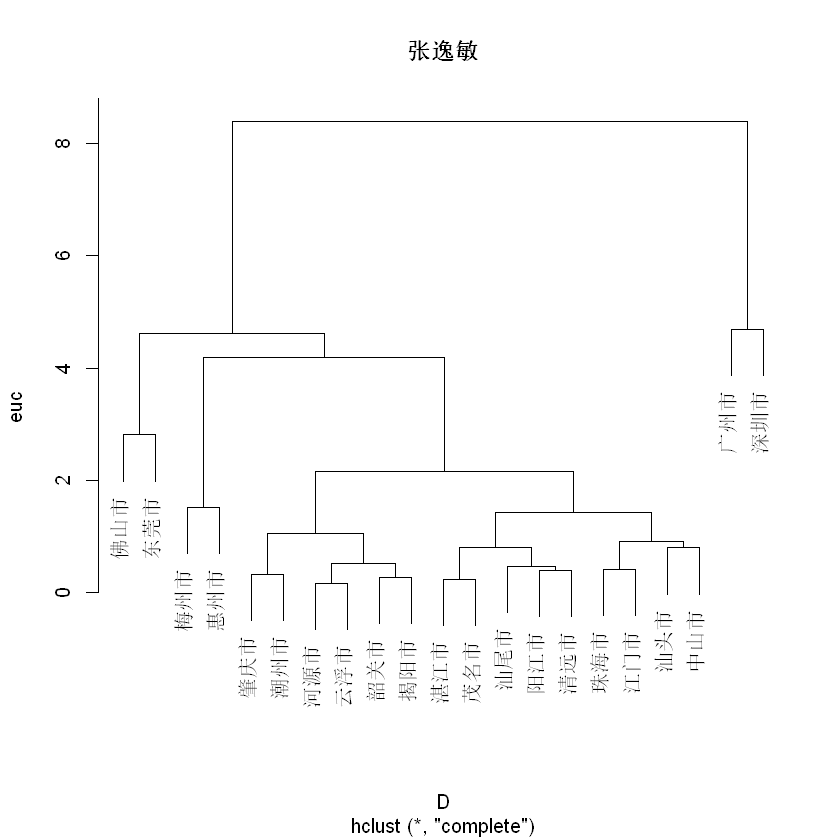 张逸敏
8
6
4
2
0
euc
佛山市
东莞市
梅州市
惠州市
肇庆市
潮州市
河源市
云浮市
韶关市
揭阳市
湛江市
茂名市
汕尾市
阳江市
清远市
珠海市
江门市
汕头市
中山市
广州市
深圳市
D
hclust (*, "complete")